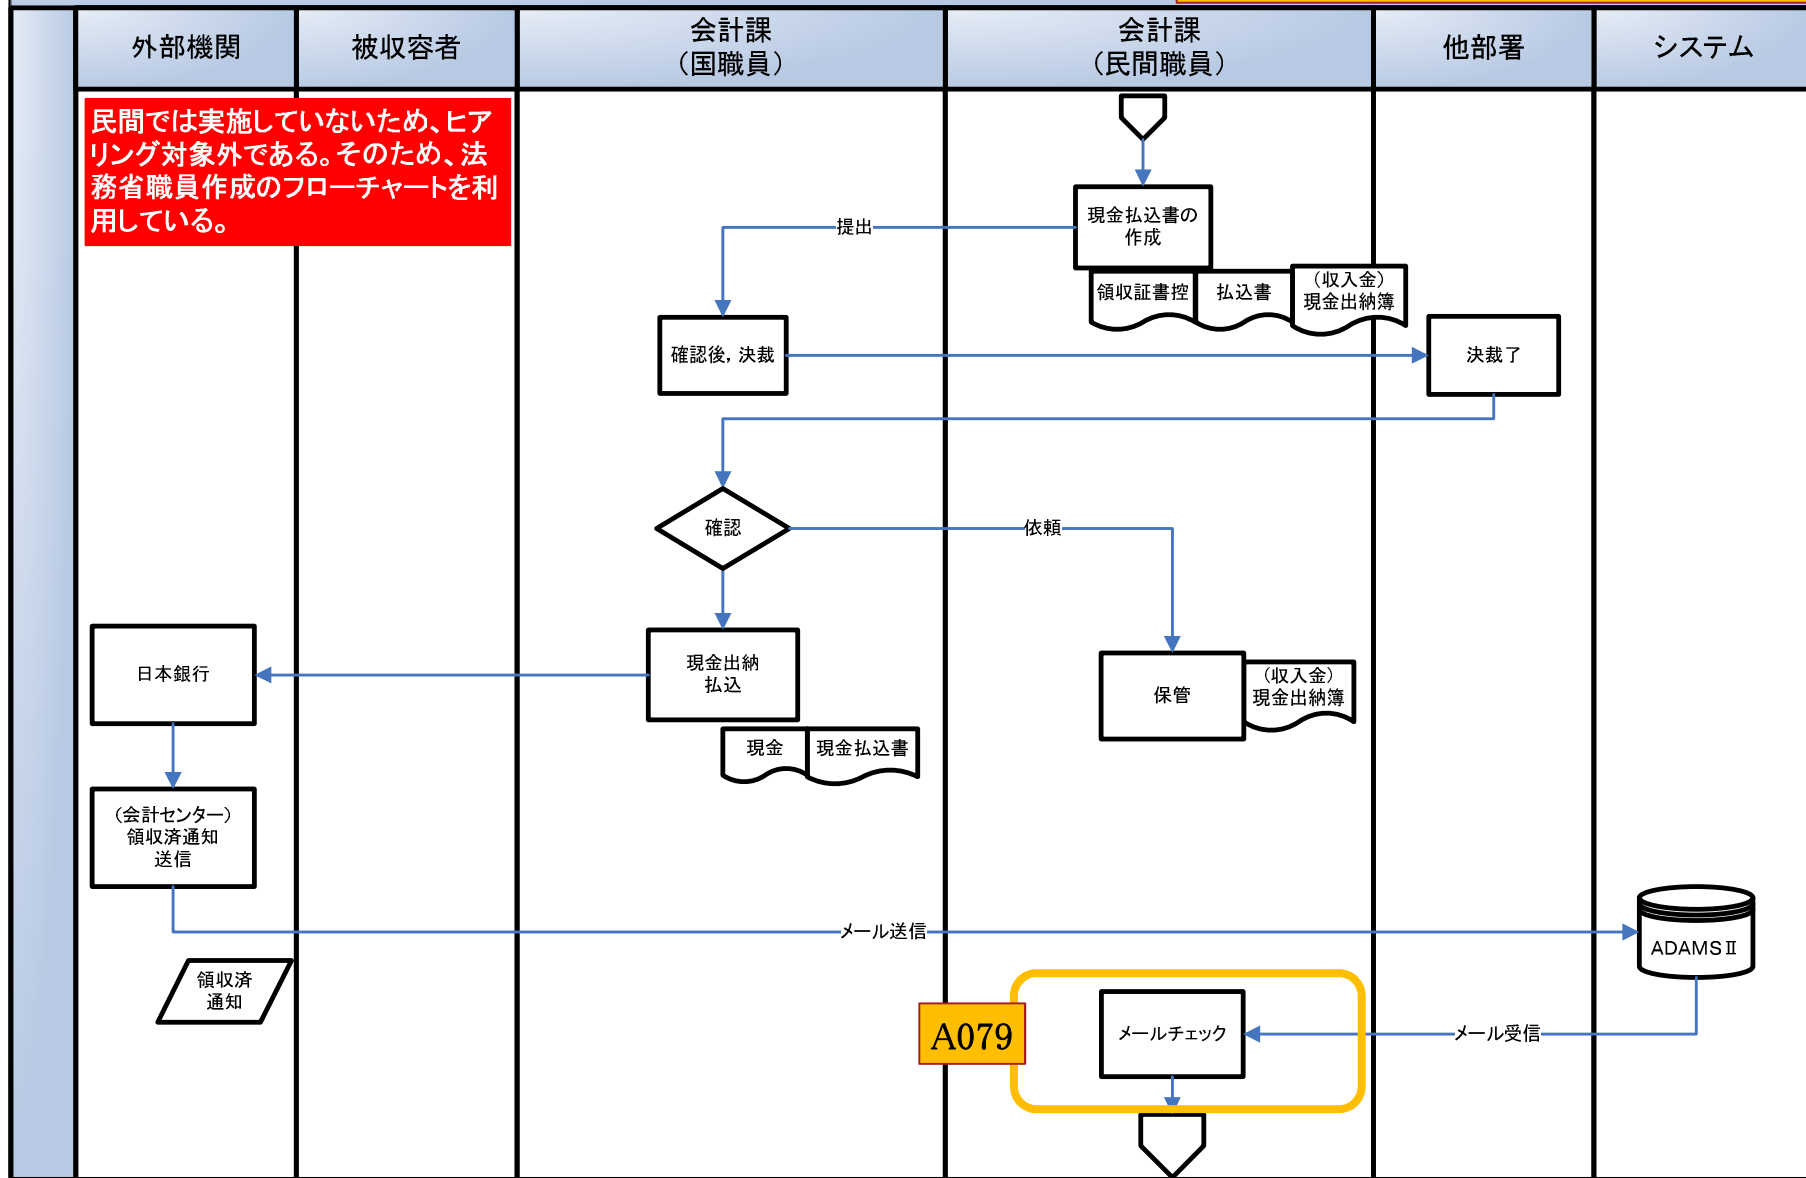 外部機関
被収容者
会計課
（国職員）
会計課
（民間職員）
他部署
システム
民間では実施していないため、ヒア
リング対象外である。そのため、法
務省職員作成のフローチャートを利
用している。
現金払込書の
作成
提出
領収証書控
払込書
（収入金）
現金出納簿
確認後，決裁
決裁了
確認
依頼
日本銀行
現金出納
払込
保管
（収入金）
現金出納簿
現金
現金払込書
（会計センター）
領収済通知
送信
メール送信
ADAMSⅡ
領収済
通知
A079
メールチェック
メール受信